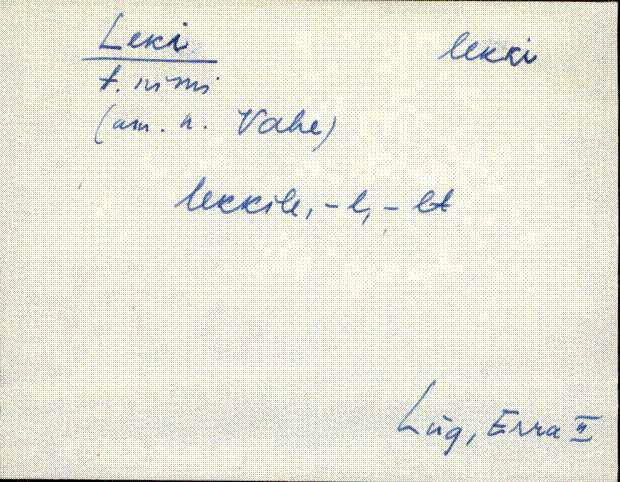 Leki lekki
t. nimi
(am. n. Vahe)
lekkile, -l, -lt
Lüg, Erra II